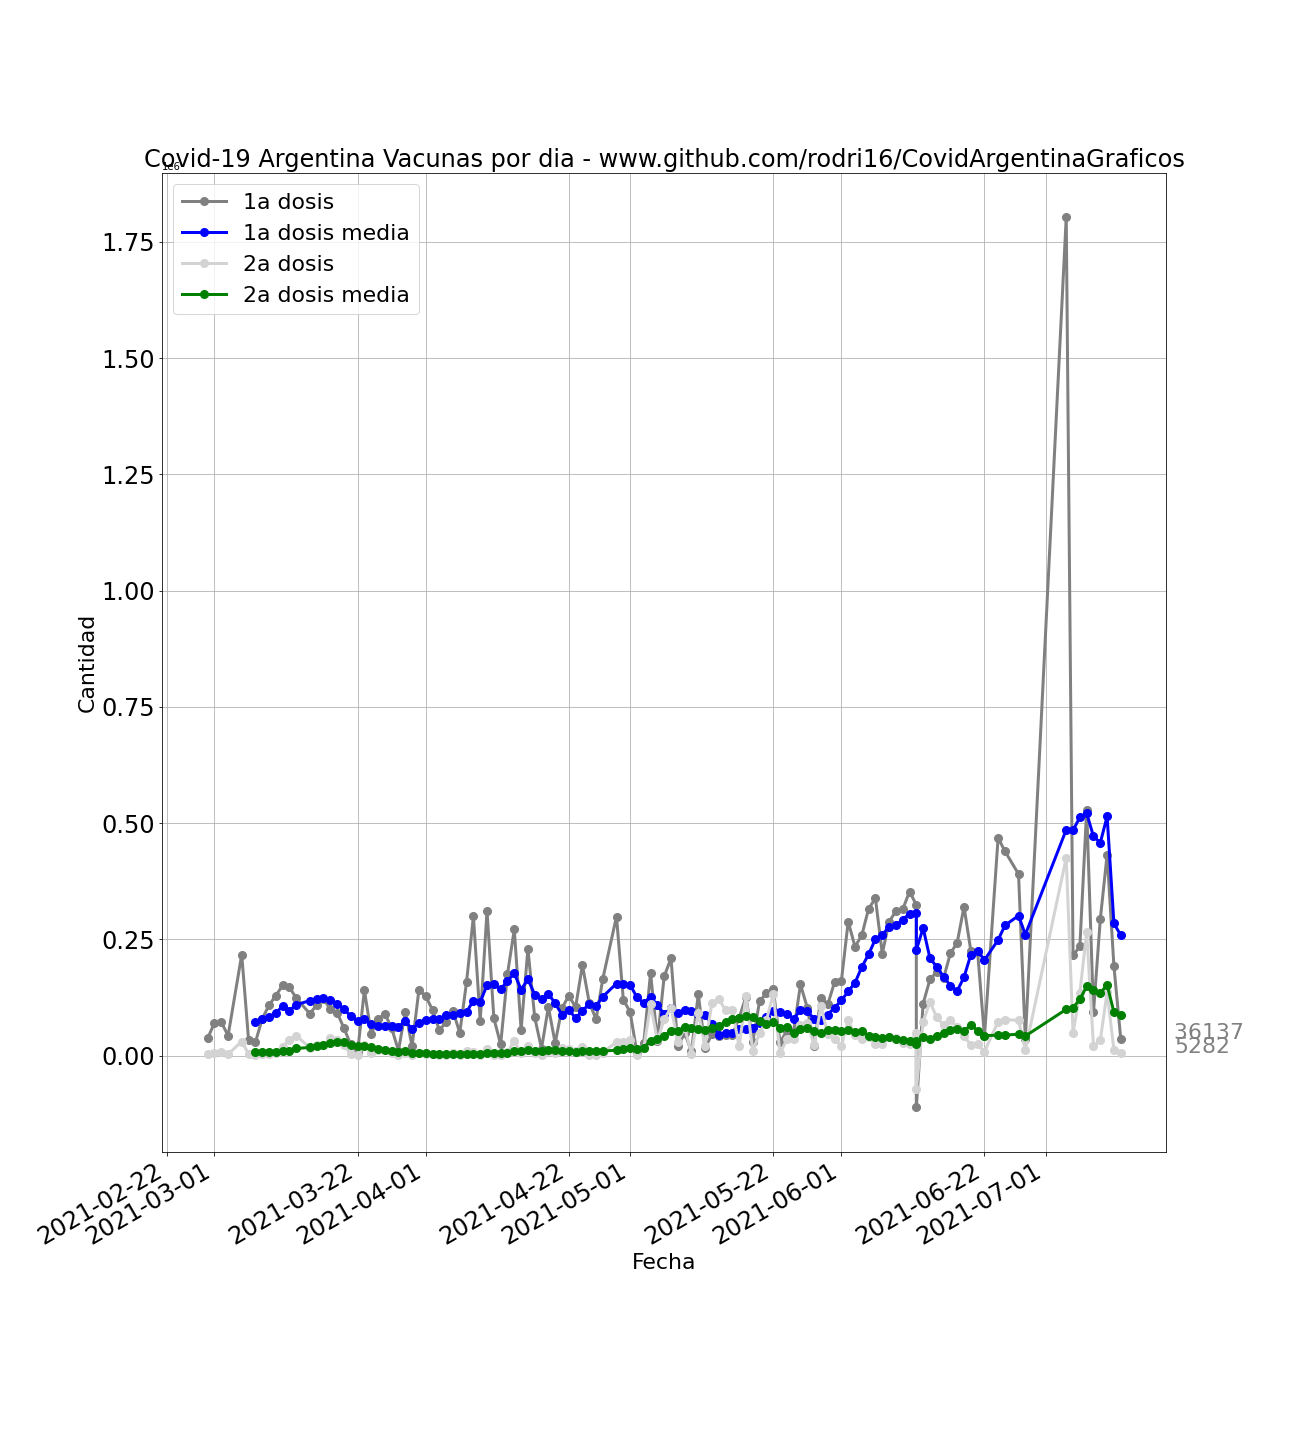 Covid-19 Argentina Vacunas por dia - www.github.com/rodri16/CovidArgentinaGraficos
1e6
1a dosis
1a dosis media
2a dosis
2a dosis media
1.75
1.50
1.25
1.00
0.75
0.50
0.25
0.00
Cantidad
36137
5282
2021-02-22
2021-03-01
2021-03-22
2021-04-01
2021-04-22
2021-05-01
2021-05-22
2021-06-01
2021-06-22
2021-07-01
Fecha